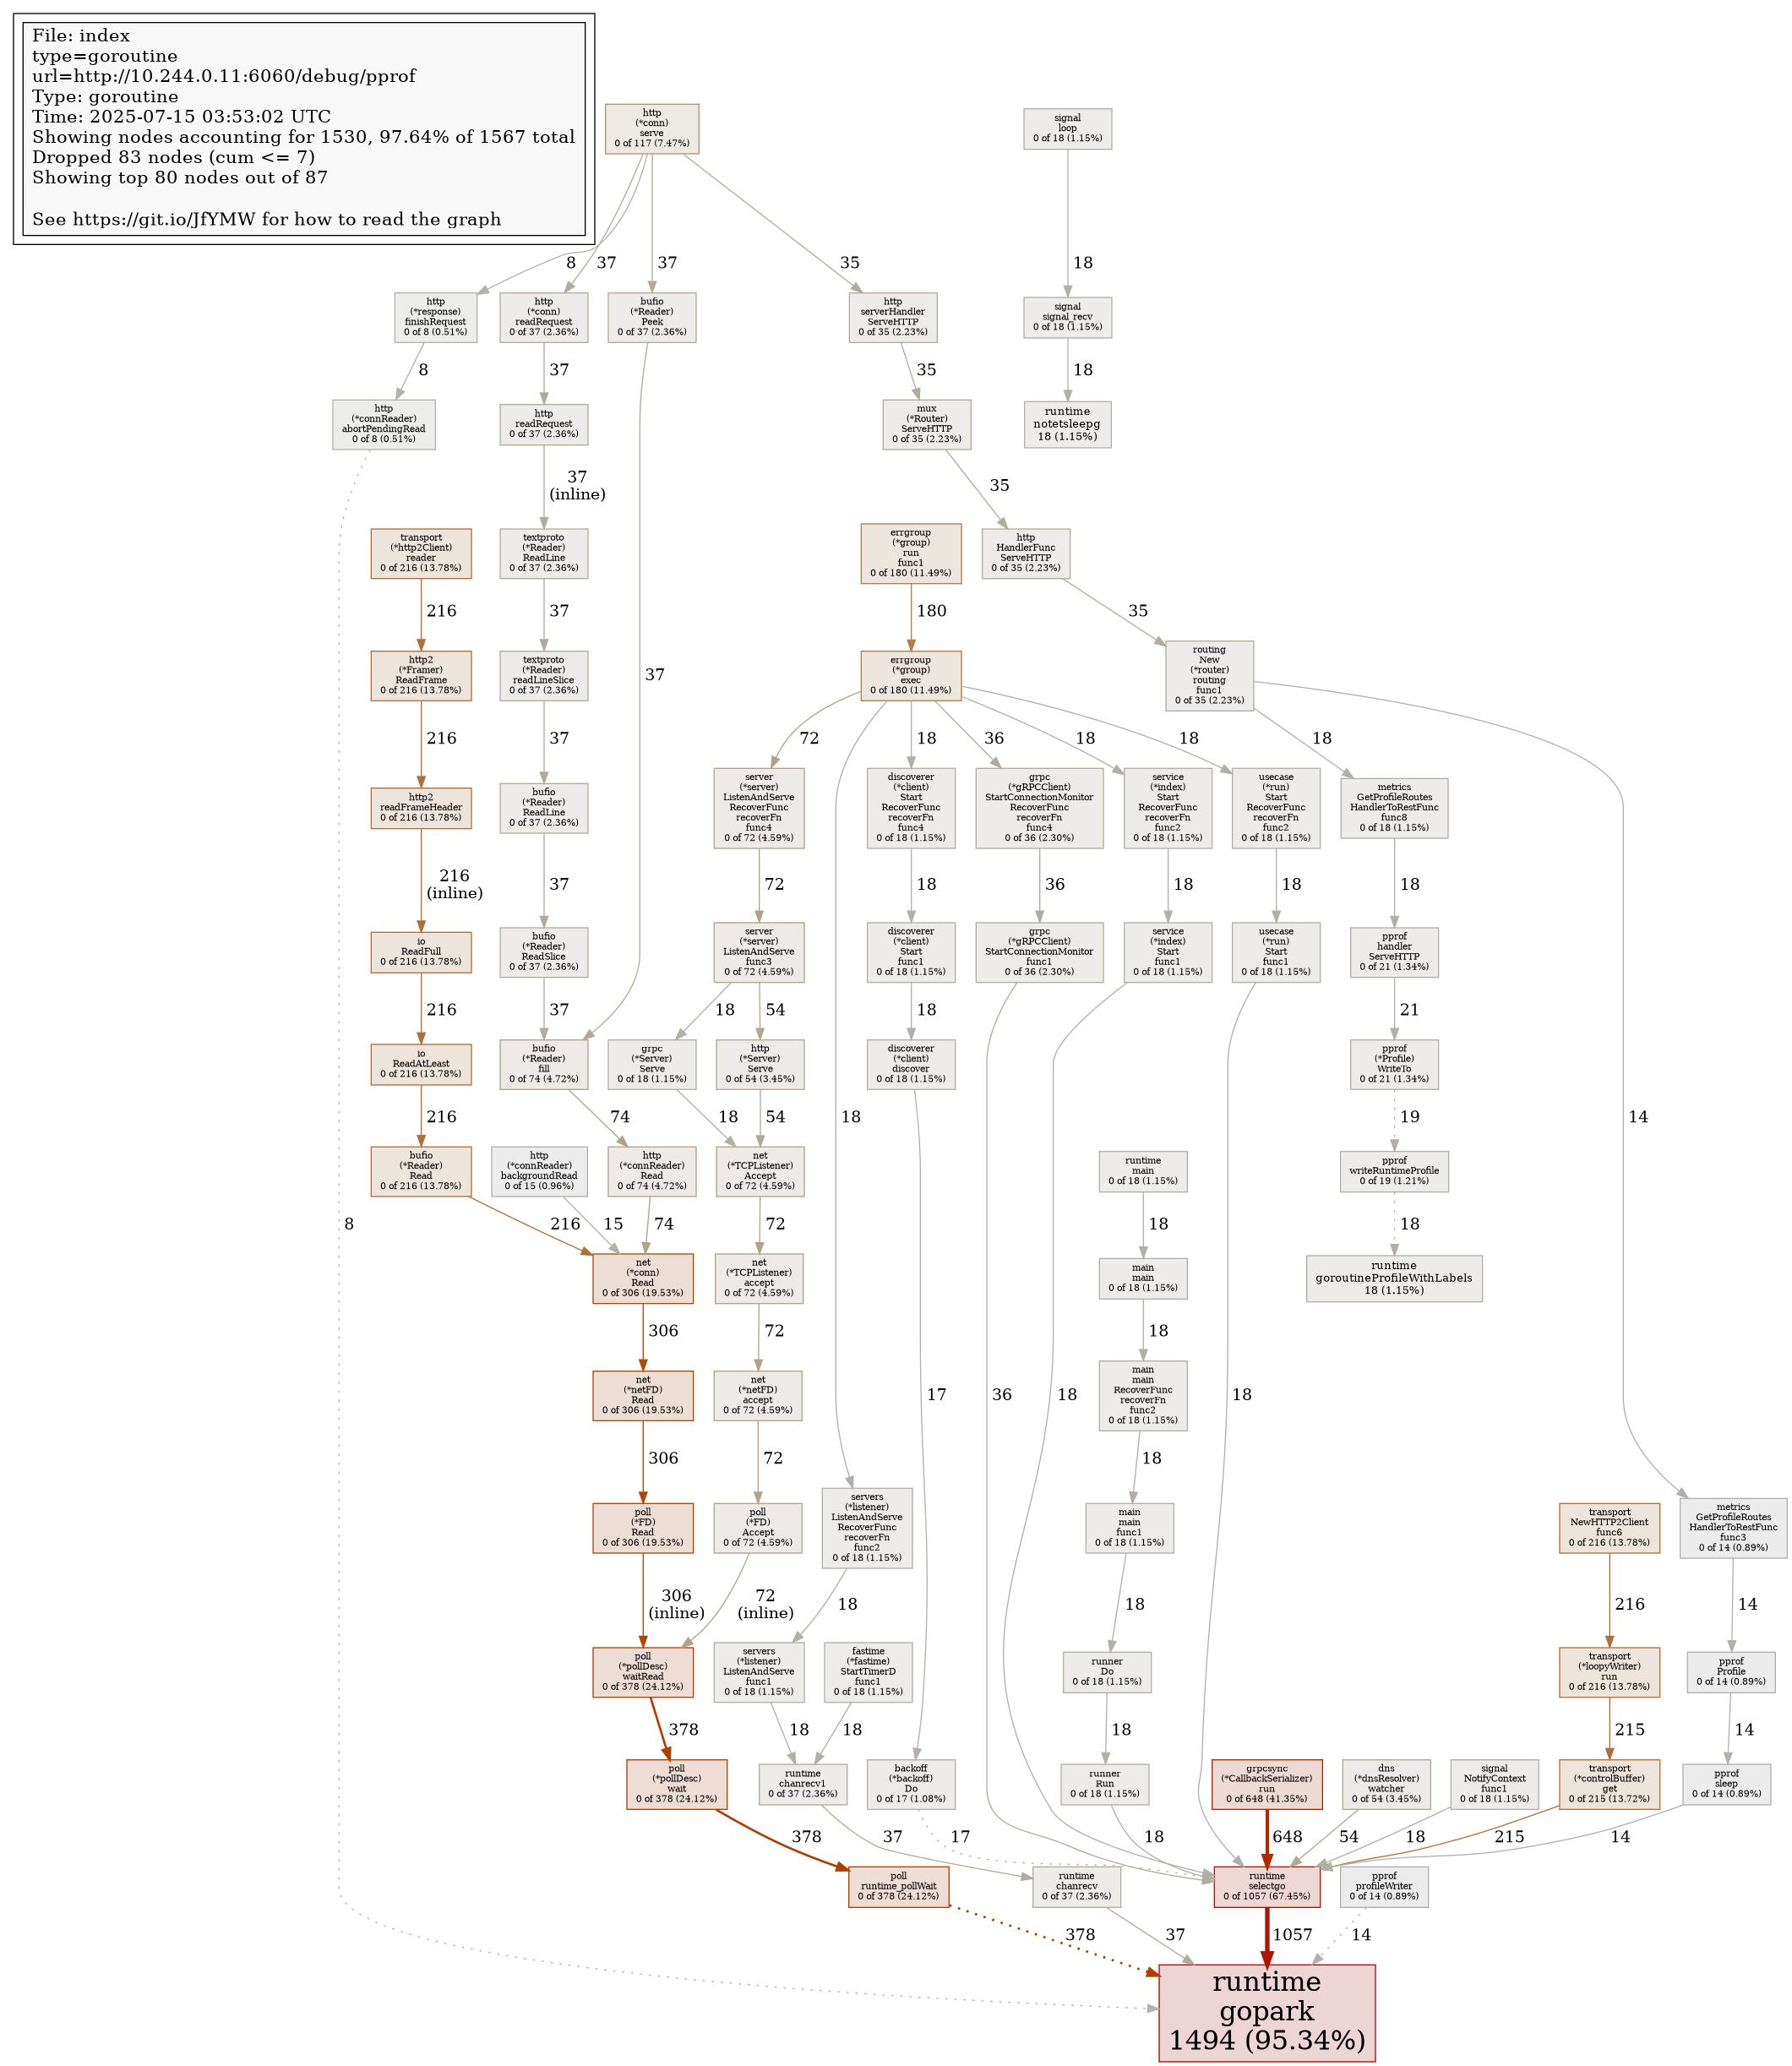 File: index
type=goroutine
url=http://10.244.0.11:6060/debug/pprof
Type: goroutine
Time: 2025-07-15 03:53:02 UTC
Showing nodes accounting for 1530, 97.64% of 1567 total
Dropped 83 nodes (cum <= 7)
Showing top 80 nodes out of 87
See https://git.io/JfYMW for how to read the graph
http
(*conn)
serve
0 of 117 (7.47%)
signal
loop
0 of 18 (1.15%)
8
37
37
35
18
http
(*response)
finishRequest
0 of 8 (0.51%)
http
(*conn)
readRequest
0 of 37 (2.36%)
bufio
(*Reader)
Peek
0 of 37 (2.36%)
http
serverHandler
ServeHTTP
0 of 35 (2.23%)
signal
signal_recv
0 of 18 (1.15%)
8
37
35
18
http
(*connReader)
abortPendingRead
0 of 8 (0.51%)
http
readRequest
0 of 37 (2.36%)
mux
(*Router)
ServeHTTP
0 of 35 (2.23%)
runtime
notetsleepg
18 (1.15%)
37
(inline)
35
transport
(*http2Client)
reader
0 of 216 (13.78%)
textproto
(*Reader)
ReadLine
0 of 37 (2.36%)
errgroup
(*group)
run
func1
0 of 180 (11.49%)
http
HandlerFunc
ServeHTTP
0 of 35 (2.23%)
216
37
180
35
http2
(*Framer)
ReadFrame
0 of 216 (13.78%)
textproto
(*Reader)
readLineSlice
0 of 37 (2.36%)
37
errgroup
(*group)
exec
0 of 180 (11.49%)
routing
New
(*router)
routing
func1
0 of 35 (2.23%)
216
37
72
18
36
18
18
18
http2
readFrameHeader
0 of 216 (13.78%)
bufio
(*Reader)
ReadLine
0 of 37 (2.36%)
server
(*server)
ListenAndServe
RecoverFunc
recoverFn
func4
0 of 72 (4.59%)
discoverer
(*client)
Start
RecoverFunc
recoverFn
func4
0 of 18 (1.15%)
grpc
(*gRPCClient)
StartConnectionMonitor
RecoverFunc
recoverFn
func4
0 of 36 (2.30%)
service
(*index)
Start
RecoverFunc
recoverFn
func2
0 of 18 (1.15%)
usecase
(*run)
Start
RecoverFunc
recoverFn
func2
0 of 18 (1.15%)
metrics
GetProfileRoutes
HandlerToRestFunc
func8
0 of 18 (1.15%)
216
(inline)
37
72
18
36
18
18
18
io
ReadFull
0 of 216 (13.78%)
bufio
(*Reader)
ReadSlice
0 of 37 (2.36%)
server
(*server)
ListenAndServe
func3
0 of 72 (4.59%)
discoverer
(*client)
Start
func1
0 of 18 (1.15%)
grpc
(*gRPCClient)
StartConnectionMonitor
func1
0 of 36 (2.30%)
service
(*index)
Start
func1
0 of 18 (1.15%)
usecase
(*run)
Start
func1
0 of 18 (1.15%)
pprof
handler
ServeHTTP
0 of 21 (1.34%)
216
37
18
54
18
21
io
ReadAtLeast
0 of 216 (13.78%)
bufio
(*Reader)
fill
0 of 74 (4.72%)
grpc
(*Server)
Serve
0 of 18 (1.15%)
http
(*Server)
Serve
0 of 54 (3.45%)
discoverer
(*client)
discover
0 of 18 (1.15%)
pprof
(*Profile)
WriteTo
0 of 21 (1.34%)
216
74
18
54
18
19
14
bufio
(*Reader)
Read
0 of 216 (13.78%)
http
(*connReader)
backgroundRead
0 of 15 (0.96%)
http
(*connReader)
Read
0 of 74 (4.72%)
net
(*TCPListener)
Accept
0 of 72 (4.59%)
runtime
main
0 of 18 (1.15%)
pprof
writeRuntimeProfile
0 of 19 (1.21%)
8
216
15
74
72
18
18
net
(*conn)
Read
0 of 306 (19.53%)
net
(*TCPListener)
accept
0 of 72 (4.59%)
main
main
0 of 18 (1.15%)
runtime
goroutineProfileWithLabels
18 (1.15%)
306
72
18
net
(*netFD)
Read
0 of 306 (19.53%)
net
(*netFD)
accept
0 of 72 (4.59%)
17
36
18
18
main
main
RecoverFunc
recoverFn
func2
0 of 18 (1.15%)
306
72
18
poll
(*FD)
Read
0 of 306 (19.53%)
poll
(*FD)
Accept
0 of 72 (4.59%)
servers
(*listener)
ListenAndServe
RecoverFunc
recoverFn
func2
0 of 18 (1.15%)
main
main
func1
0 of 18 (1.15%)
transport
NewHTTP2Client
func6
0 of 216 (13.78%)
metrics
GetProfileRoutes
HandlerToRestFunc
func3
0 of 14 (0.89%)
306
(inline)
72
(inline)
18
18
216
14
poll
(*pollDesc)
waitRead
0 of 378 (24.12%)
servers
(*listener)
ListenAndServe
func1
0 of 18 (1.15%)
fastime
(*fastime)
StartTimerD
func1
0 of 18 (1.15%)
runner
Do
0 of 18 (1.15%)
transport
(*loopyWriter)
run
0 of 216 (13.78%)
pprof
Profile
0 of 14 (0.89%)
378
18
18
18
215
14
poll
(*pollDesc)
wait
0 of 378 (24.12%)
runtime
chanrecv1
0 of 37 (2.36%)
backoff
(*backoff)
Do
0 of 17 (1.08%)
runner
Run
0 of 18 (1.15%)
grpcsync
(*CallbackSerializer)
run
0 of 648 (41.35%)
dns
(*dnsResolver)
watcher
0 of 54 (3.45%)
signal
NotifyContext
func1
0 of 18 (1.15%)
transport
(*controlBuffer)
get
0 of 215 (13.72%)
pprof
sleep
0 of 14 (0.89%)
378
37
17
18
648
54
18
215
14
poll
runtime_pollWait
0 of 378 (24.12%)
runtime
chanrecv
0 of 37 (2.36%)
runtime
selectgo
0 of 1057 (67.45%)
pprof
profileWriter
0 of 14 (0.89%)
378
37
1057
14
runtime
gopark
1494 (95.34%)